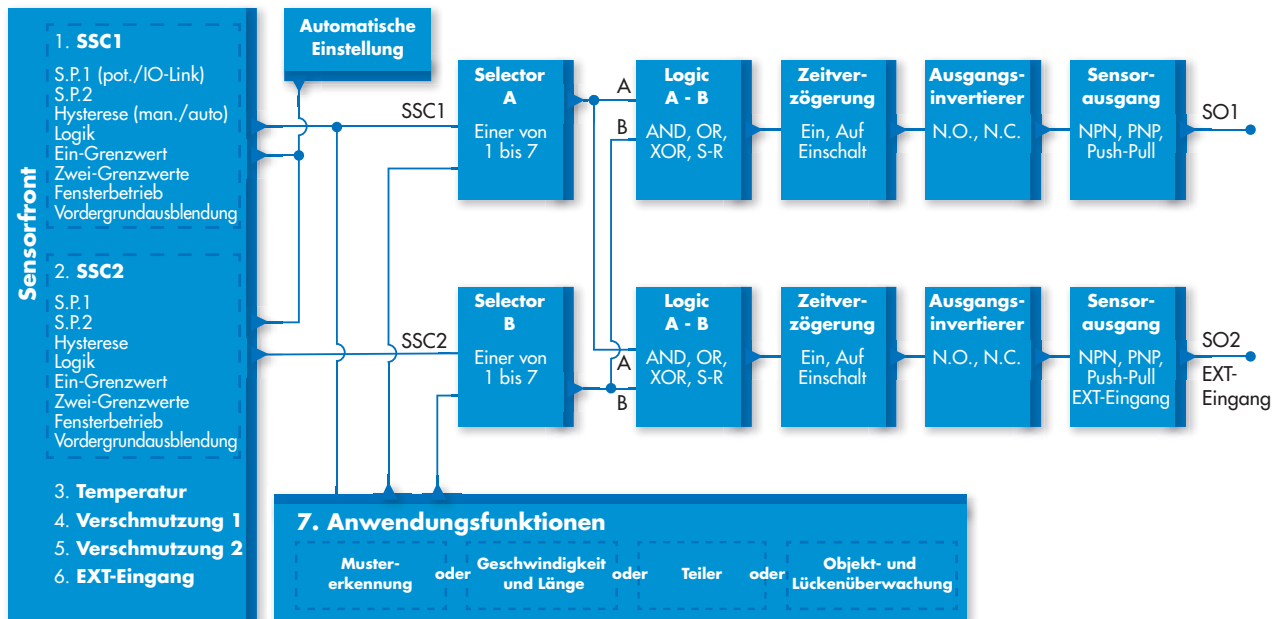 Sensorfront
1. SSC1
S.P.1 (pot./IO-Link)
S.P.2
Hysterese (man./auto)
Logik
Ein-Grenzwert
Zwei-Grenzwerte
Fensterbetrieb
Vordergrundausblendung
2. SSC2
S.P.1
S.P.2
Hysterese
Logik
Ein-Grenzwert
Zwei-Grenzwerte
Fensterbetrieb
Vordergrundausblendung
3. Temperatur
4. Verschmutzung 1
5. Verschmutzung 2
6. EXT-Eingang
Automatische
Einstellung
SSC1
Selector
A
Einer von
1 bis 7
A
B
Logic
A - B
AND, OR,
XOR, S-R
Zeitver-
zögerung
Ein, Auf
Einschalt
Ausgangs-
invertierer
N.O., N.C.
Sensor-
ausgang
NPN, PNP,
Push-Pull
SO1
SSC2
Selector
B
Einer von
1 bis 7
A
B
Logic
A - B
AND, OR,
XOR, S-R
Zeitver-
zögerung
Ein, Auf
Einschalt
Ausgangs-
invertierer
N.O., N.C.
Sensor-
ausgang
NPN, PNP,
Push-Pull
EXT-Eingang
SO2
EXT-
Eingang
7. Anwendungsfunktionen
Muster-
erkennung
oder
Geschwindigkeit
und Länge
oder
Teiler
oder
Objekt- und
Lückenüberwachung